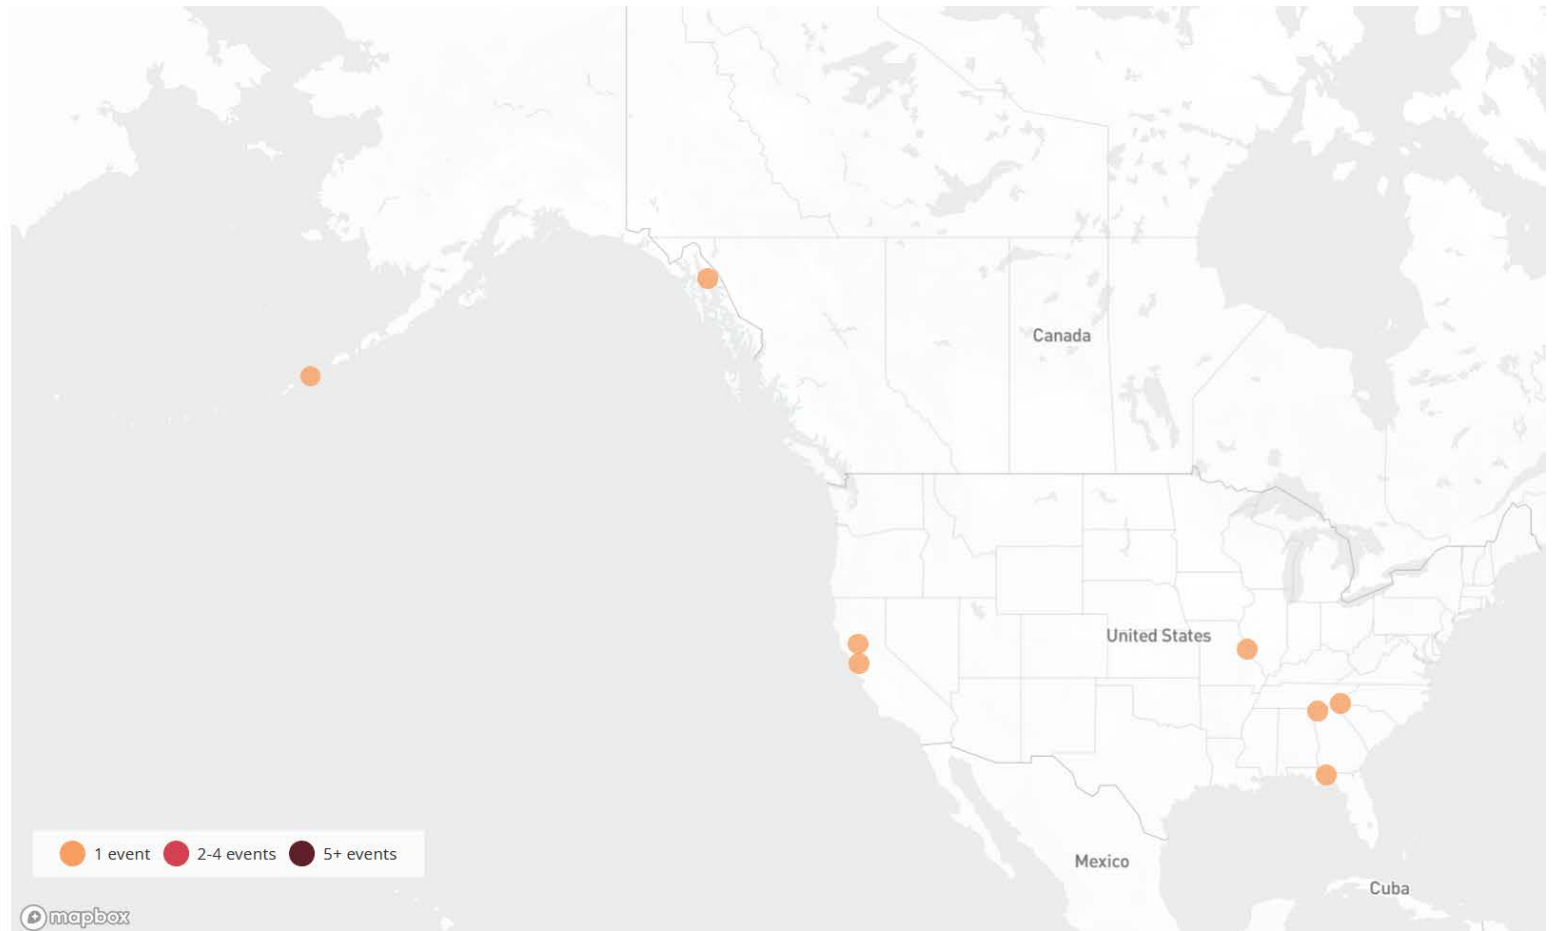 Canada
United States
1 event
2-4 events
5+ events
Mexico
Cuba
mapbox